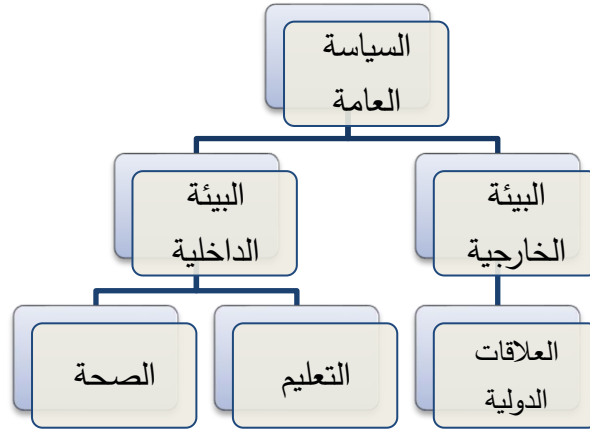 السياسة
العامة
البيئة
الخارجية
البيئة
الداخلية
العلاقات
الدولية
التعليم
الصحة